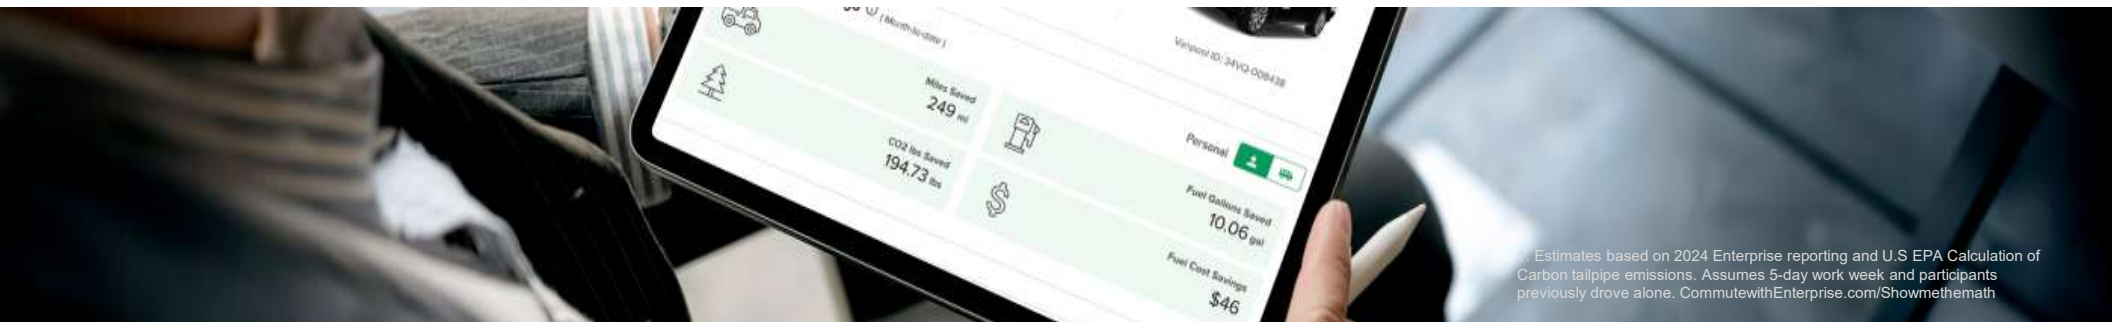 ( Month-to-date )
Vanpool ID: 34VQ-008438
Miles Saved
249 mi
Personal
CO2 lbs Saved
194.73 lbs
Fuel Gallons Saved
10.06 gal
Fuel Cost Savings
$46
Estimates based on 2024 Enterprise reporting and U.S EPA Calculation of
Carbon tailpipe emissions. Assumes 5-day work week and participants
previously drove alone. CommutewithEnterprise.com/Showmethemath